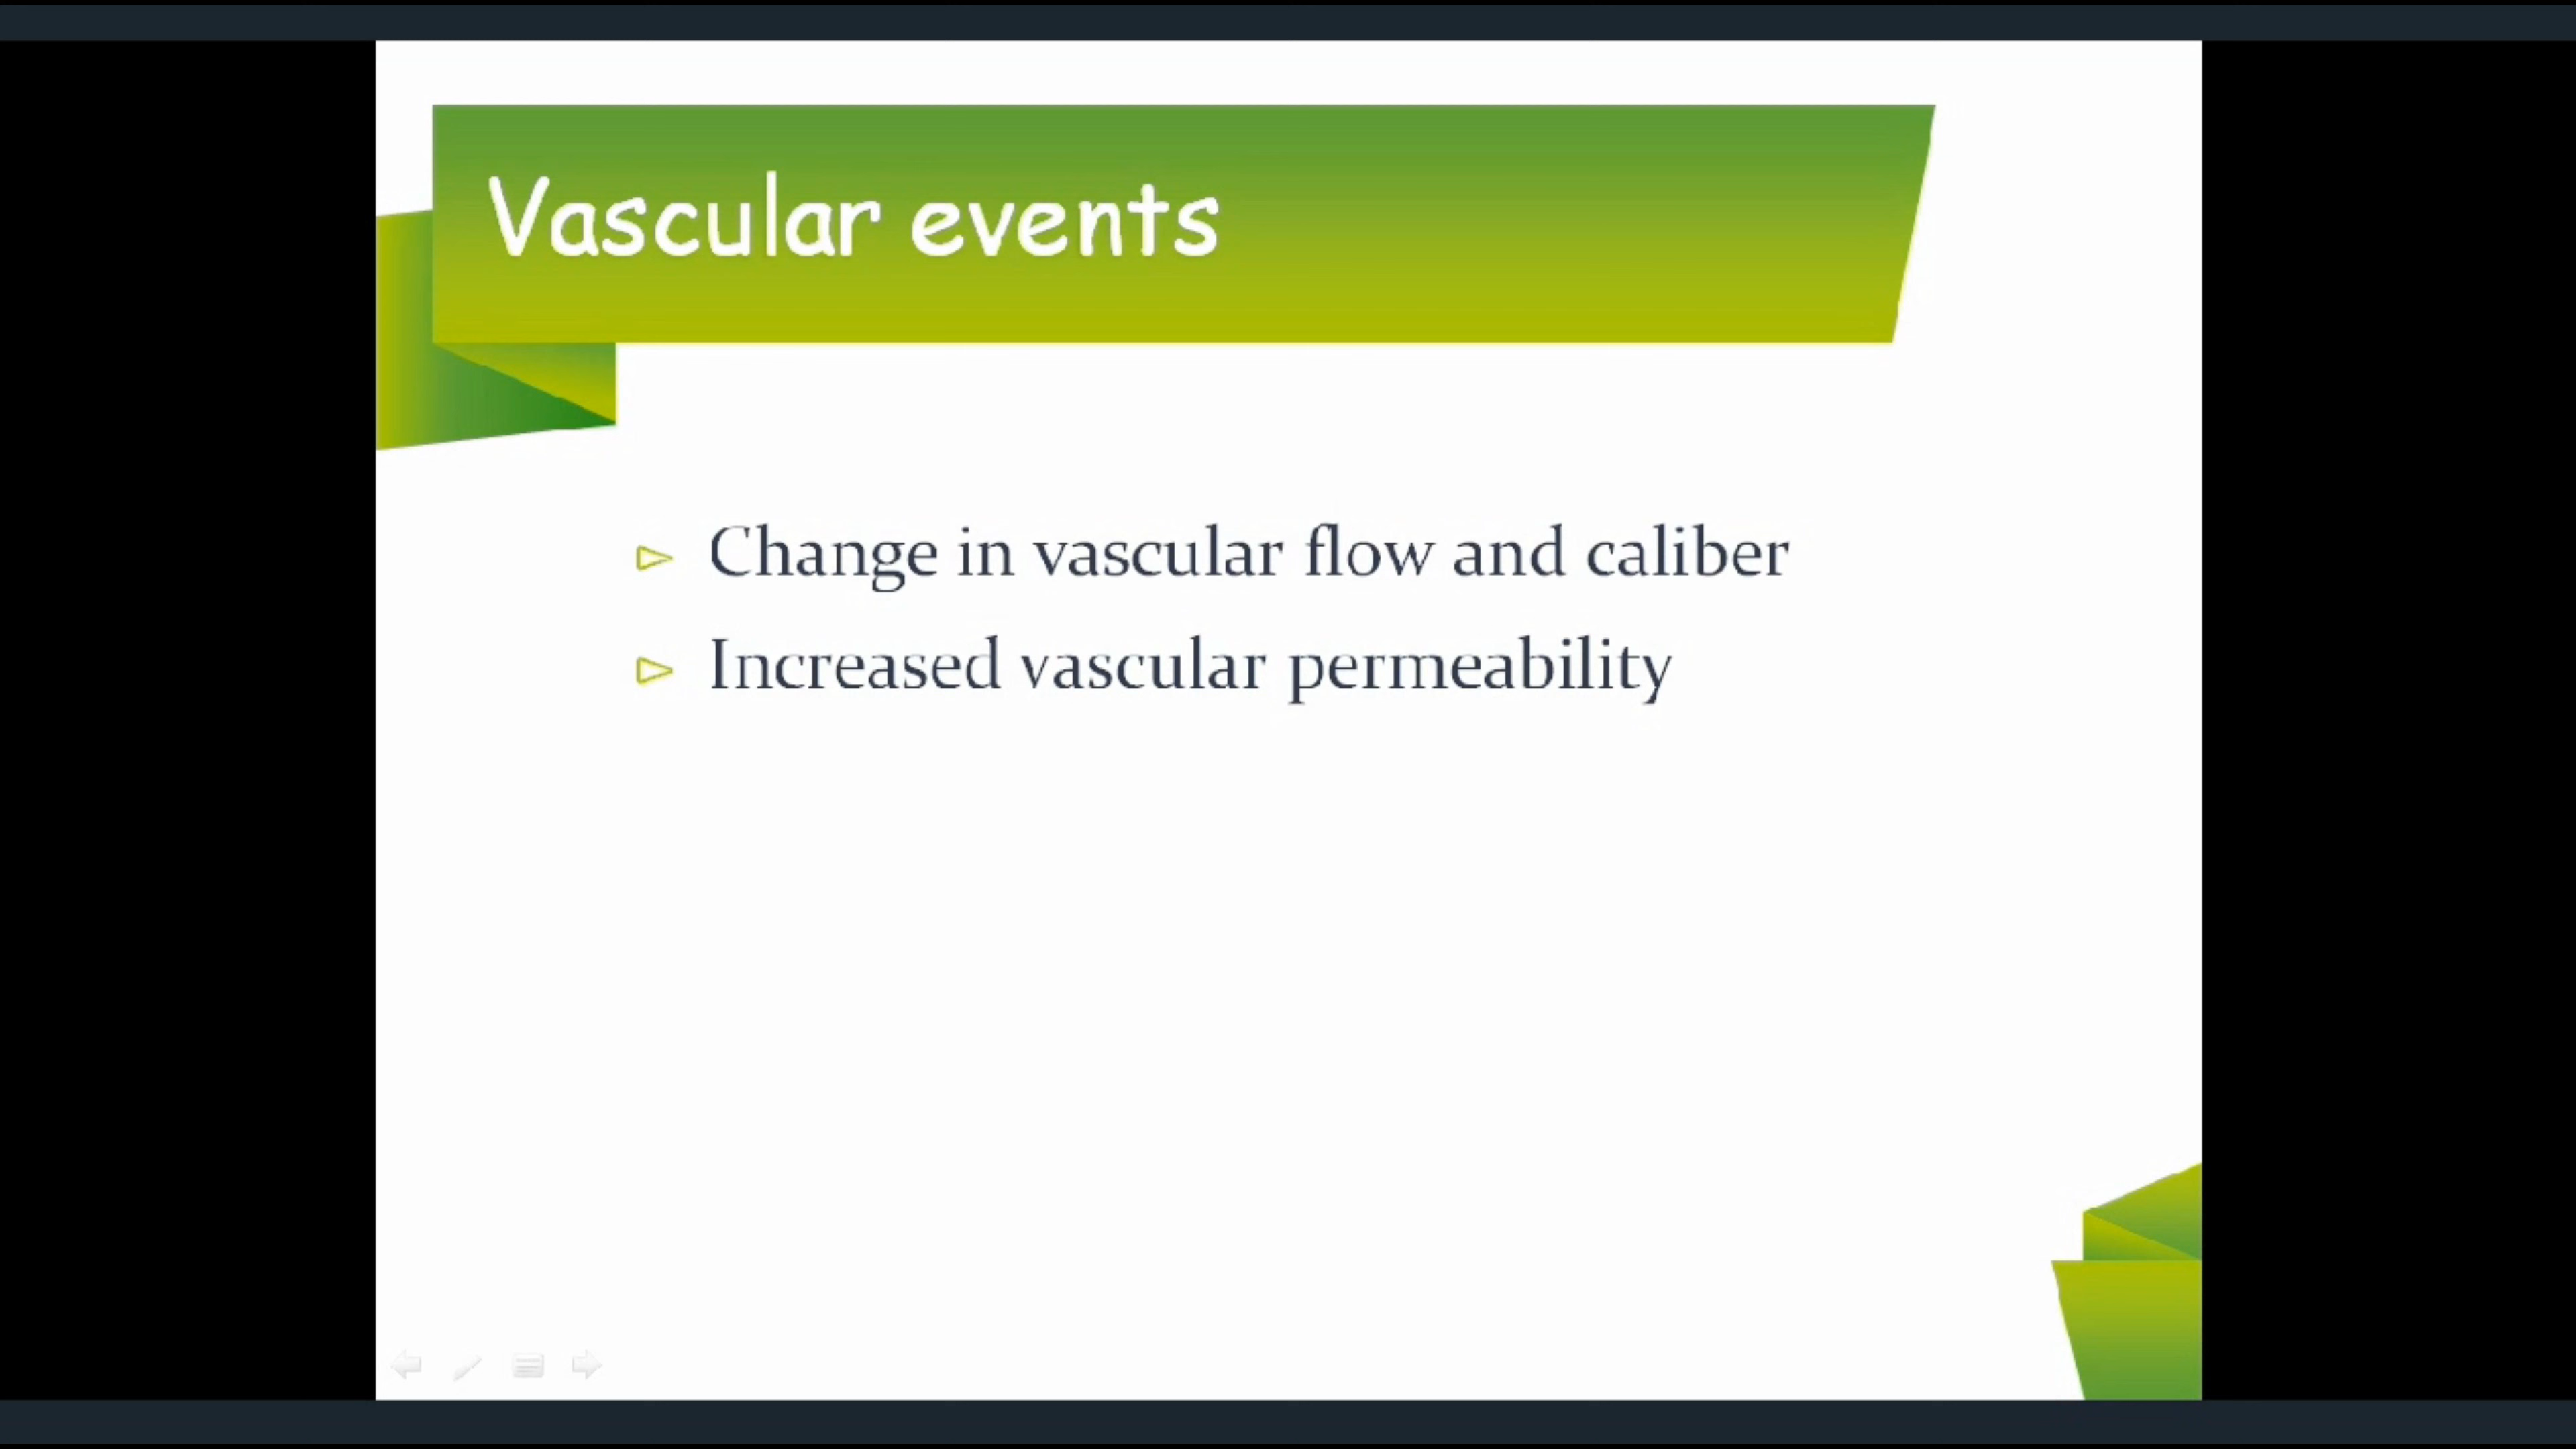 Vascular events
Change in vascular flow and caliber
Increased vascular permeability